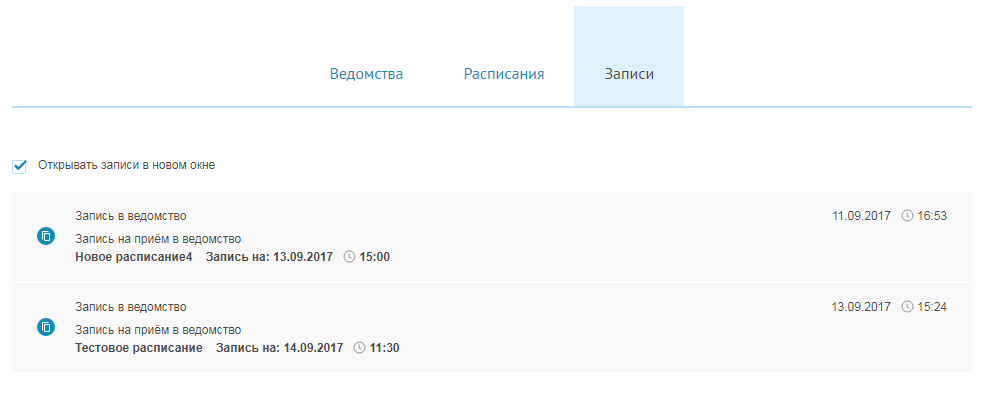 Ведомства Расписания Записи
Открывать записи в новом окне
Запись в ведомство 11.09.2017 16:53
Запись на приём в ведомство
Новое расписание4 Запись на: 13.09.2017 15:00
Запись в ведомство 13.09.2017 15:24
Запись на приём в ведомство
Тестовое расписание Запись на: 14.09.2017 11:30